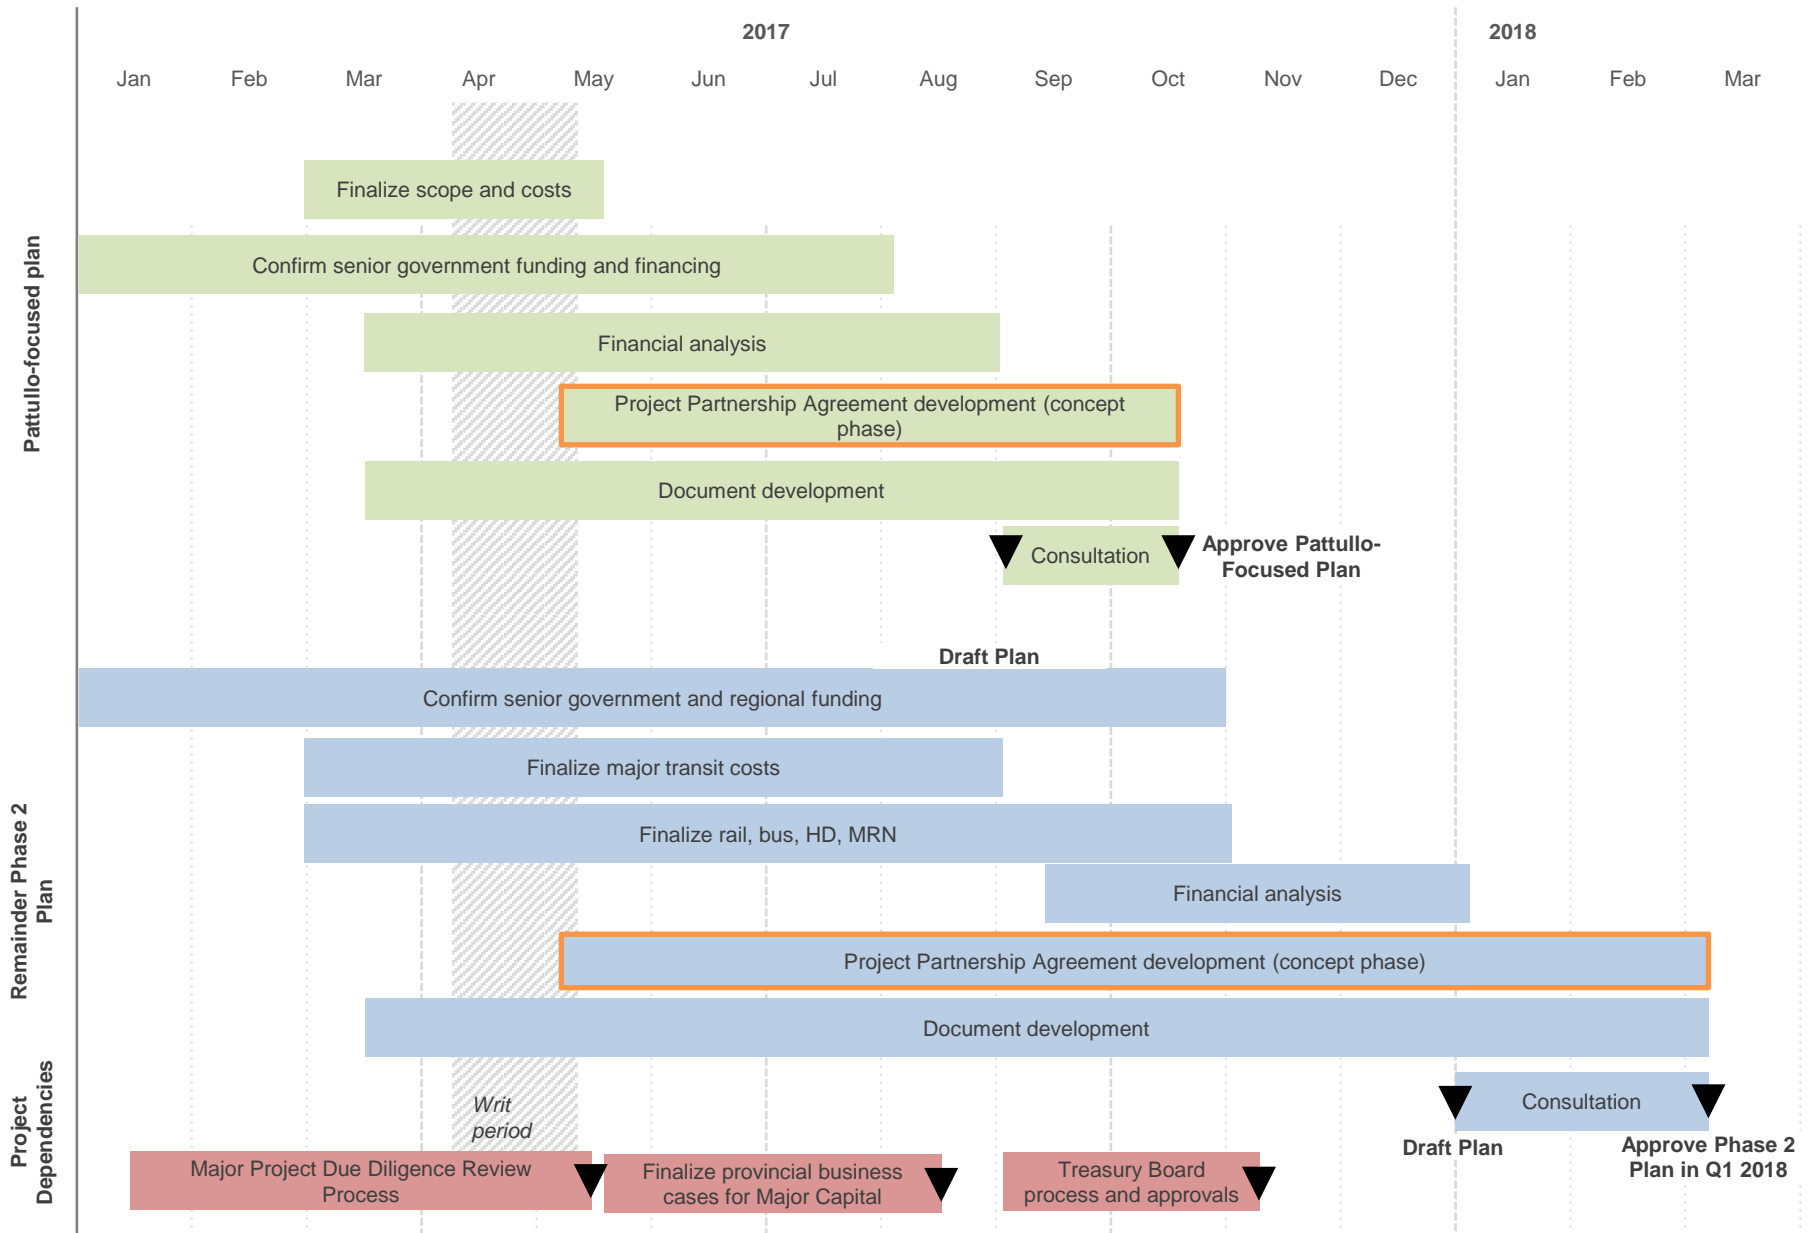 2017
2018
Jan Feb Mar Apr May Jun Jul Aug Sep Oct Nov Dec Jan Feb Mar
Pattullo-focused plan
Finalize scope and costs
Confirm senior government funding and financing
Financial analysis
Project Partnership Agreement development (concept
phase)
Document development
Consultation
Approve Pattullo-
Focused Plan
Draft Plan
Remainder Phase 2
Plan
Confirm senior government and regional funding
Finalize major transit costs
Finalize rail, bus, HD, MRN
Financial analysis
Project Partnership Agreement development (concept phase)
Document development
Consultation
Draft Plan
Approve Phase 2
Plan in Q1 2018
Project
Dependencies
Writ
period
Major Project Due Diligence Review
Process
Finalize provincial business
cases for Major Capital
Treasury Board
process and approvals